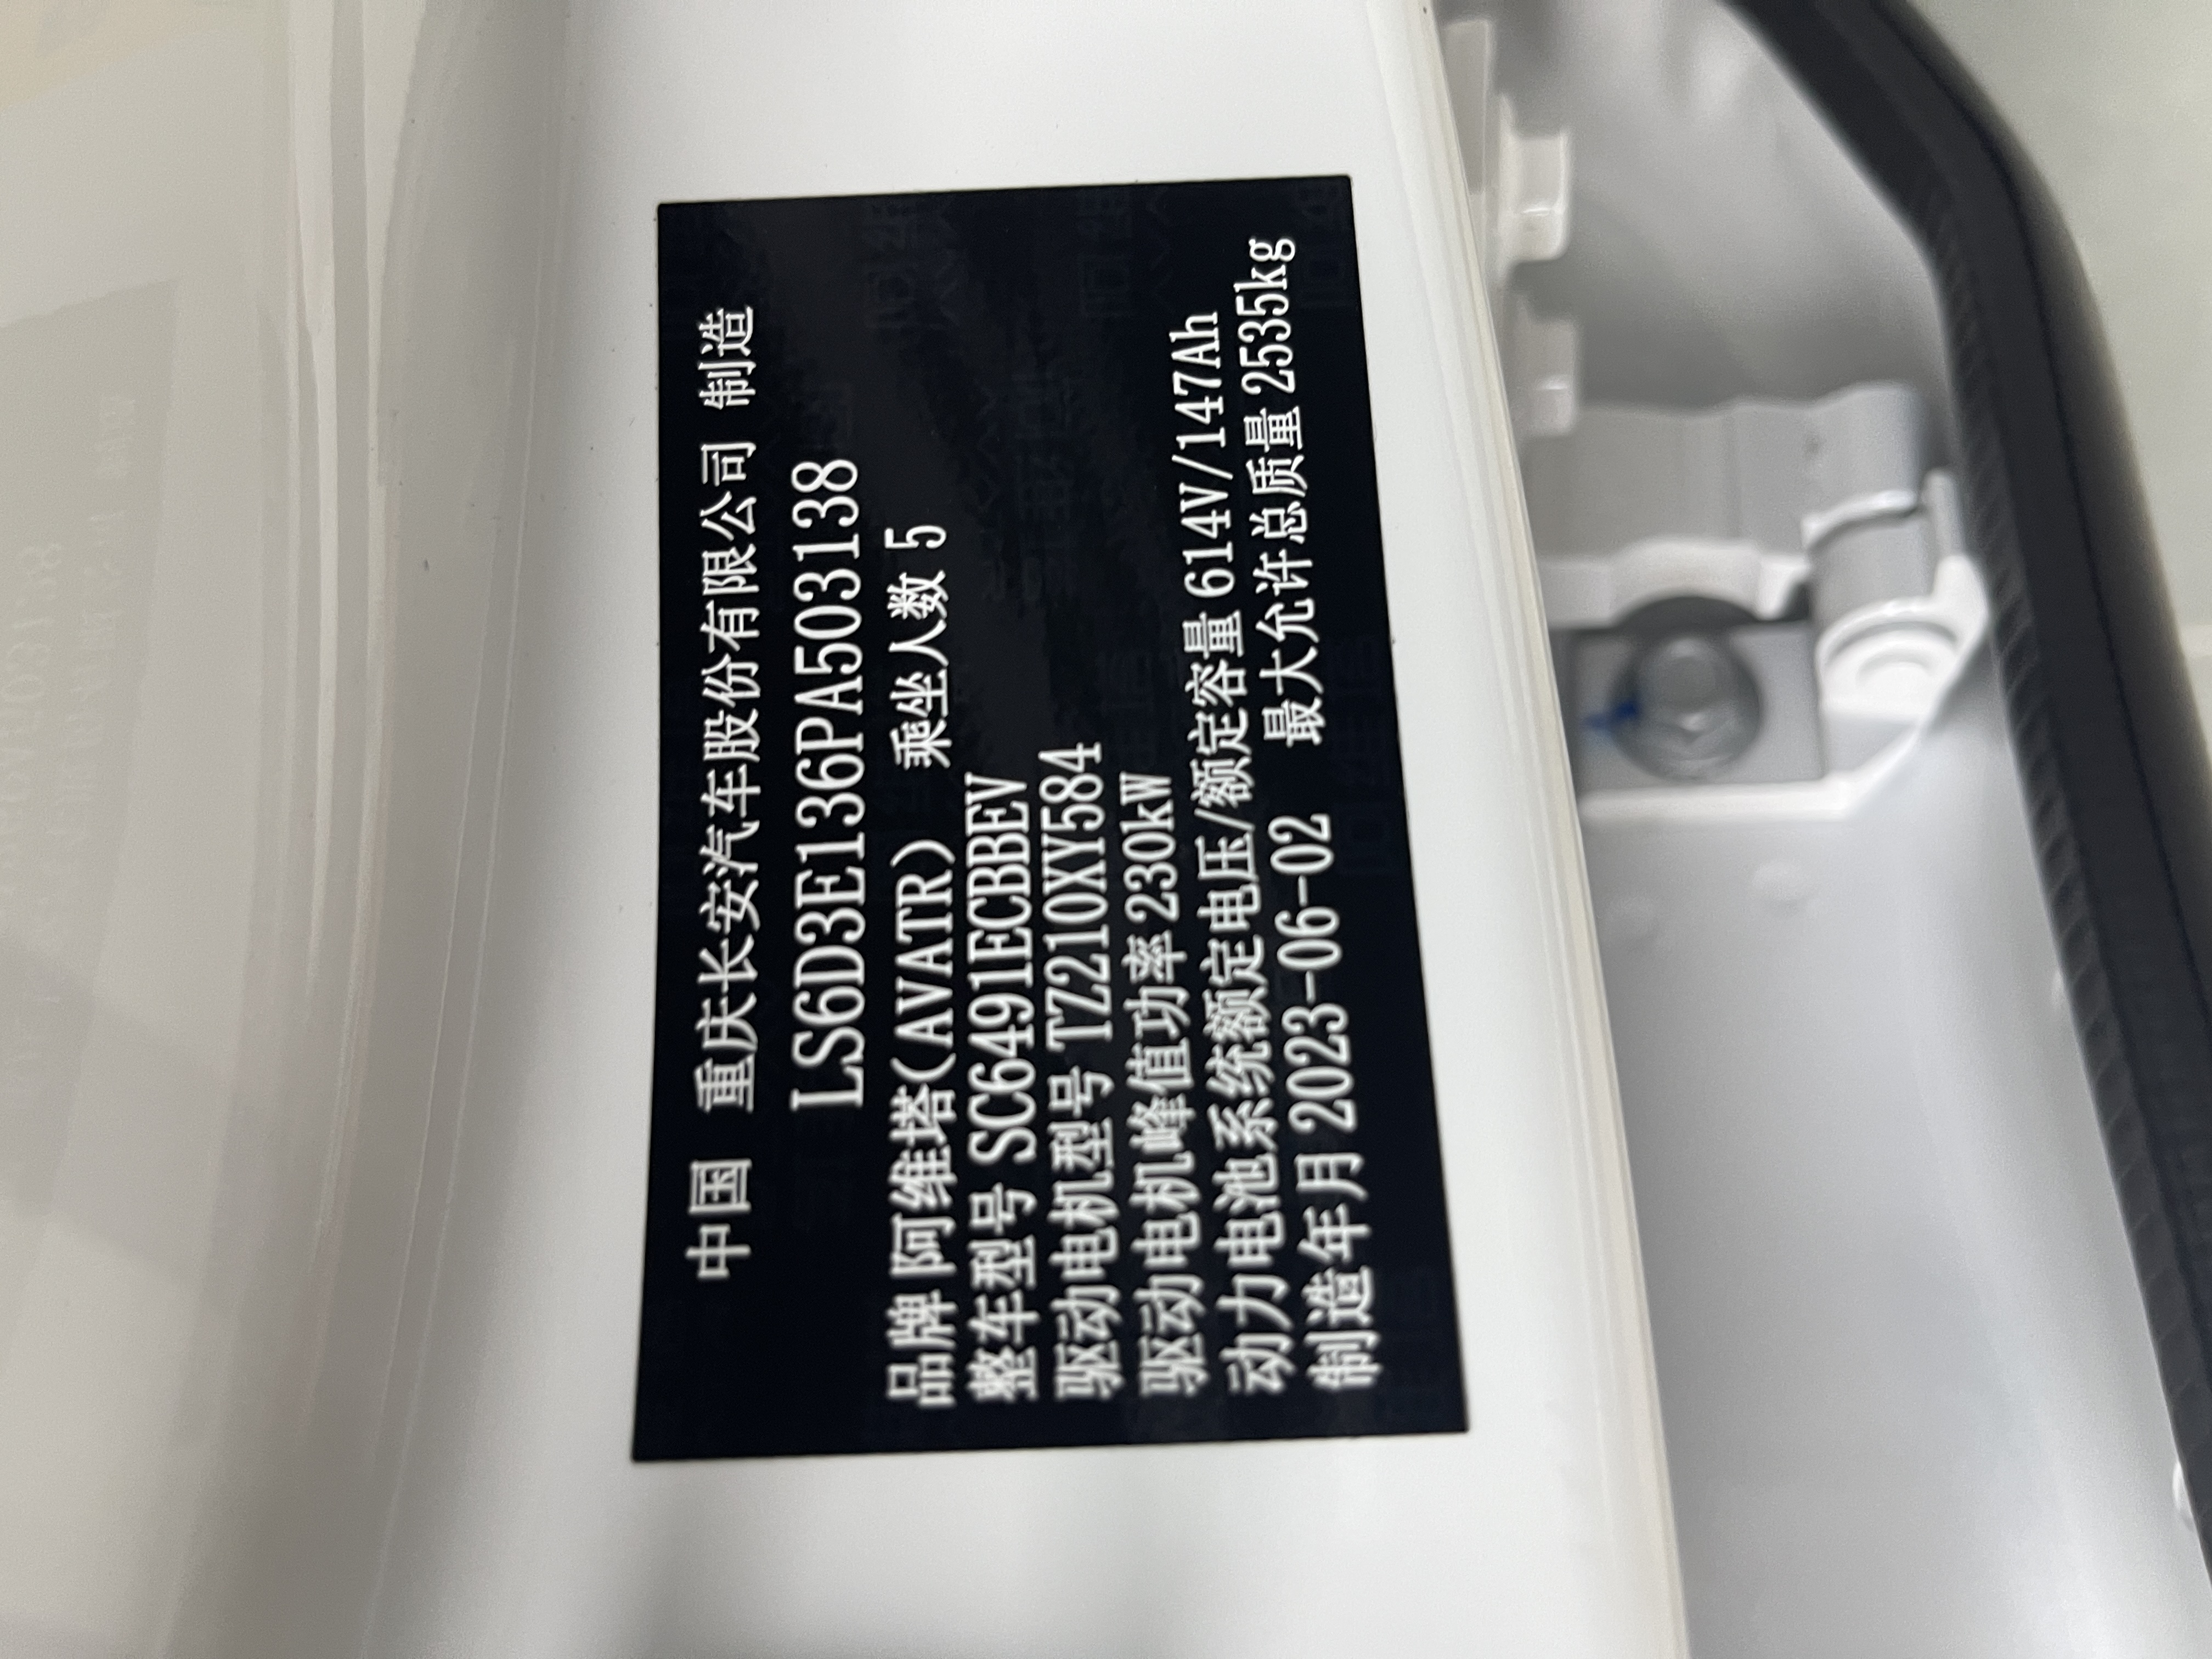 中国 重庆长安汽车股份有限公司 制造
LS6D3E136PA503138
品牌 阿维塔(AVATR) 乘坐人数 5
整车型号 SC6491ECBBEV
驱动电机型号 TZ210XY584
驱动电机峰值功率 230kW
动力电池系统额定电压/额定容量 614V/147Ah
制造年月 2023-06-02 最大允许总质量 2535kg